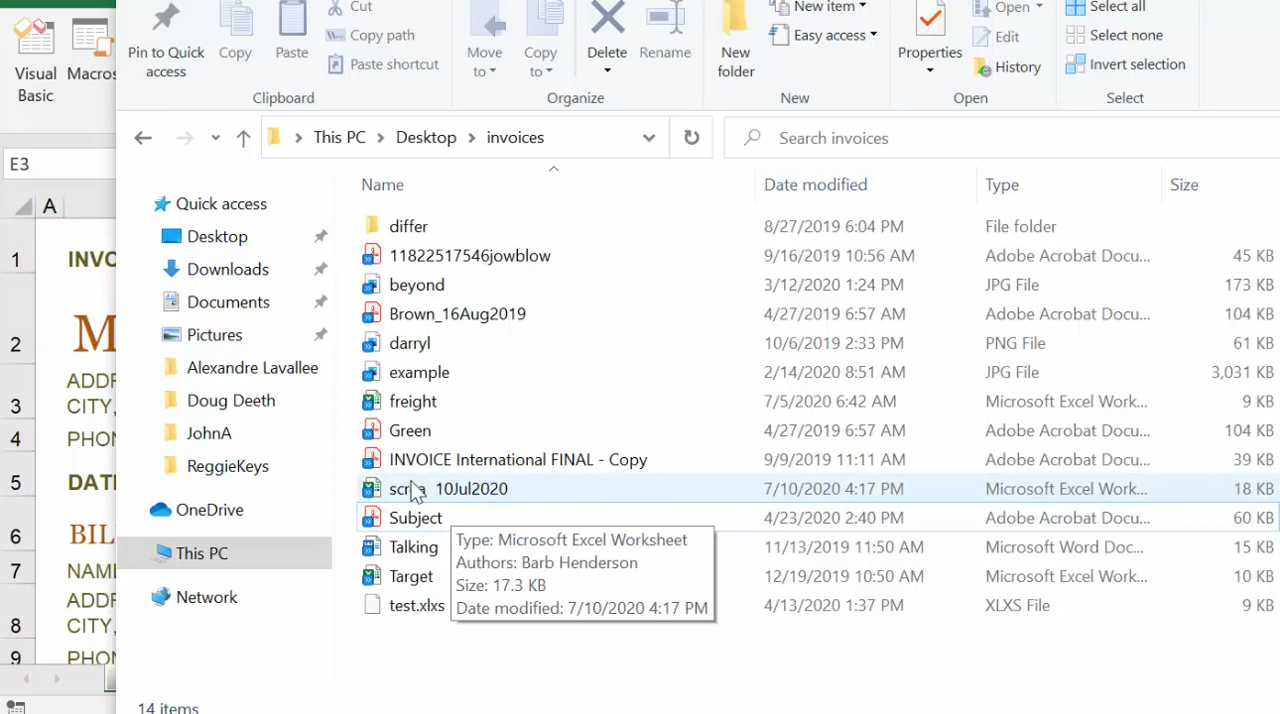 Visual Basic
Macros
Pin to Quick access
Copy
Paste
Cut
Copy path
Paste shortcut
Clipboard
Move to
Copy to
Delete
Rename
Organize
New folder
New item
Easy access
New
Properties
Open
Edit
History
Open
Select all
Select none
Invert selection
Select
This PC > Desktop > invoices
Search invoices
E3
A
Name Date modified Type Size
Quick access
Desktop
Downloads
Documents
Pictures
Alexandre Lavallee
Doug Deeth
JohnA
ReggieKeys
OneDrive
This PC
Network
differ 8/27/2019 6:04 PM File folder
11822517546jowblow 9/16/2019 10:56 AM Adobe Acrobat Docu... 45 KB
beyond 3/12/2020 1:24 PM JPG File 173 KB
Brown_16Aug2019 4/27/2019 6:57 AM Adobe Acrobat Docu... 104 KB
darryl 10/6/2019 2:33 PM PNG File 61 KB
example 2/14/2020 8:51 AM JPG File 3,031 KB
freight 7/5/2020 6:42 AM Microsoft Excel Work... 9 KB
Green 4/27/2019 6:57 AM Adobe Acrobat Docu... 104 KB
INVOICE International FINAL - Copy 9/9/2019 11:11 AM Adobe Acrobat Docu... 39 KB
10Jul2020 7/10/2020 4:17 PM Microsoft Excel Work... 18 KB
Subject 4/23/2020 2:40 PM Adobe Acrobat Docu... 60 KB
Talking 11/13/2019 11:50 AM Microsoft Word Doc... 15 KB
Target 12/19/2019 10:50 AM Microsoft Excel Work... 10 KB
test.xlxs 4/13/2020 1:37 PM XLXS File 9 KB
Type: Microsoft Excel Worksheet
Authors: Barb Henderson
Size: 17.3 KB
Date modified: 7/10/2020 4:17 PM
1 INVO
2 M
3 ADDR
CITY,
4 PHON
5 DATE
6 BILL
7 NAME
8 ADDR
CITY,
9 PHON
14 items